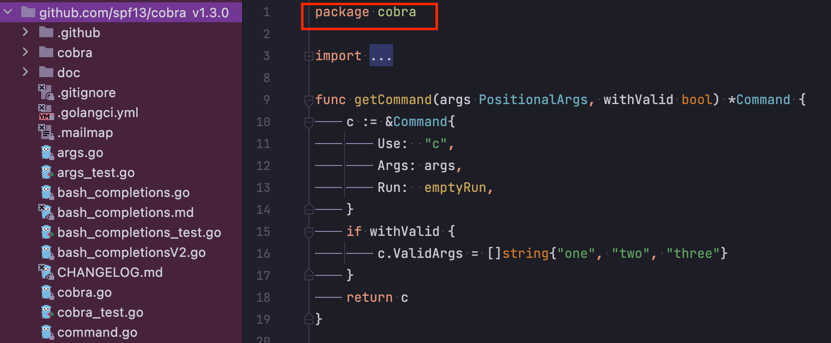 github.com/spf13/cobra v1.3.0
.github
cobra
doc
.gitignore
.golangci.yml
.mailmap
args.go
args_test.go
bash_completions.go
bash_completions.md
bash_completions_test.go
bash_completionsV2.go
CHANGELOG.md
cobra.go
cobra_test.go
command.go
1 package cobra
2
3 import ...
8
9 func getCommand(args PositionalArgs, withValid bool) *Command {
10 c := &Command{
11 Use: "c",
12 Args: args,
13 Run: emptyRun,
14 }
15 if withValid {
16 c.ValidArgs = []string{"one", "two", "three"}
17 }
18 return c
19 }
20